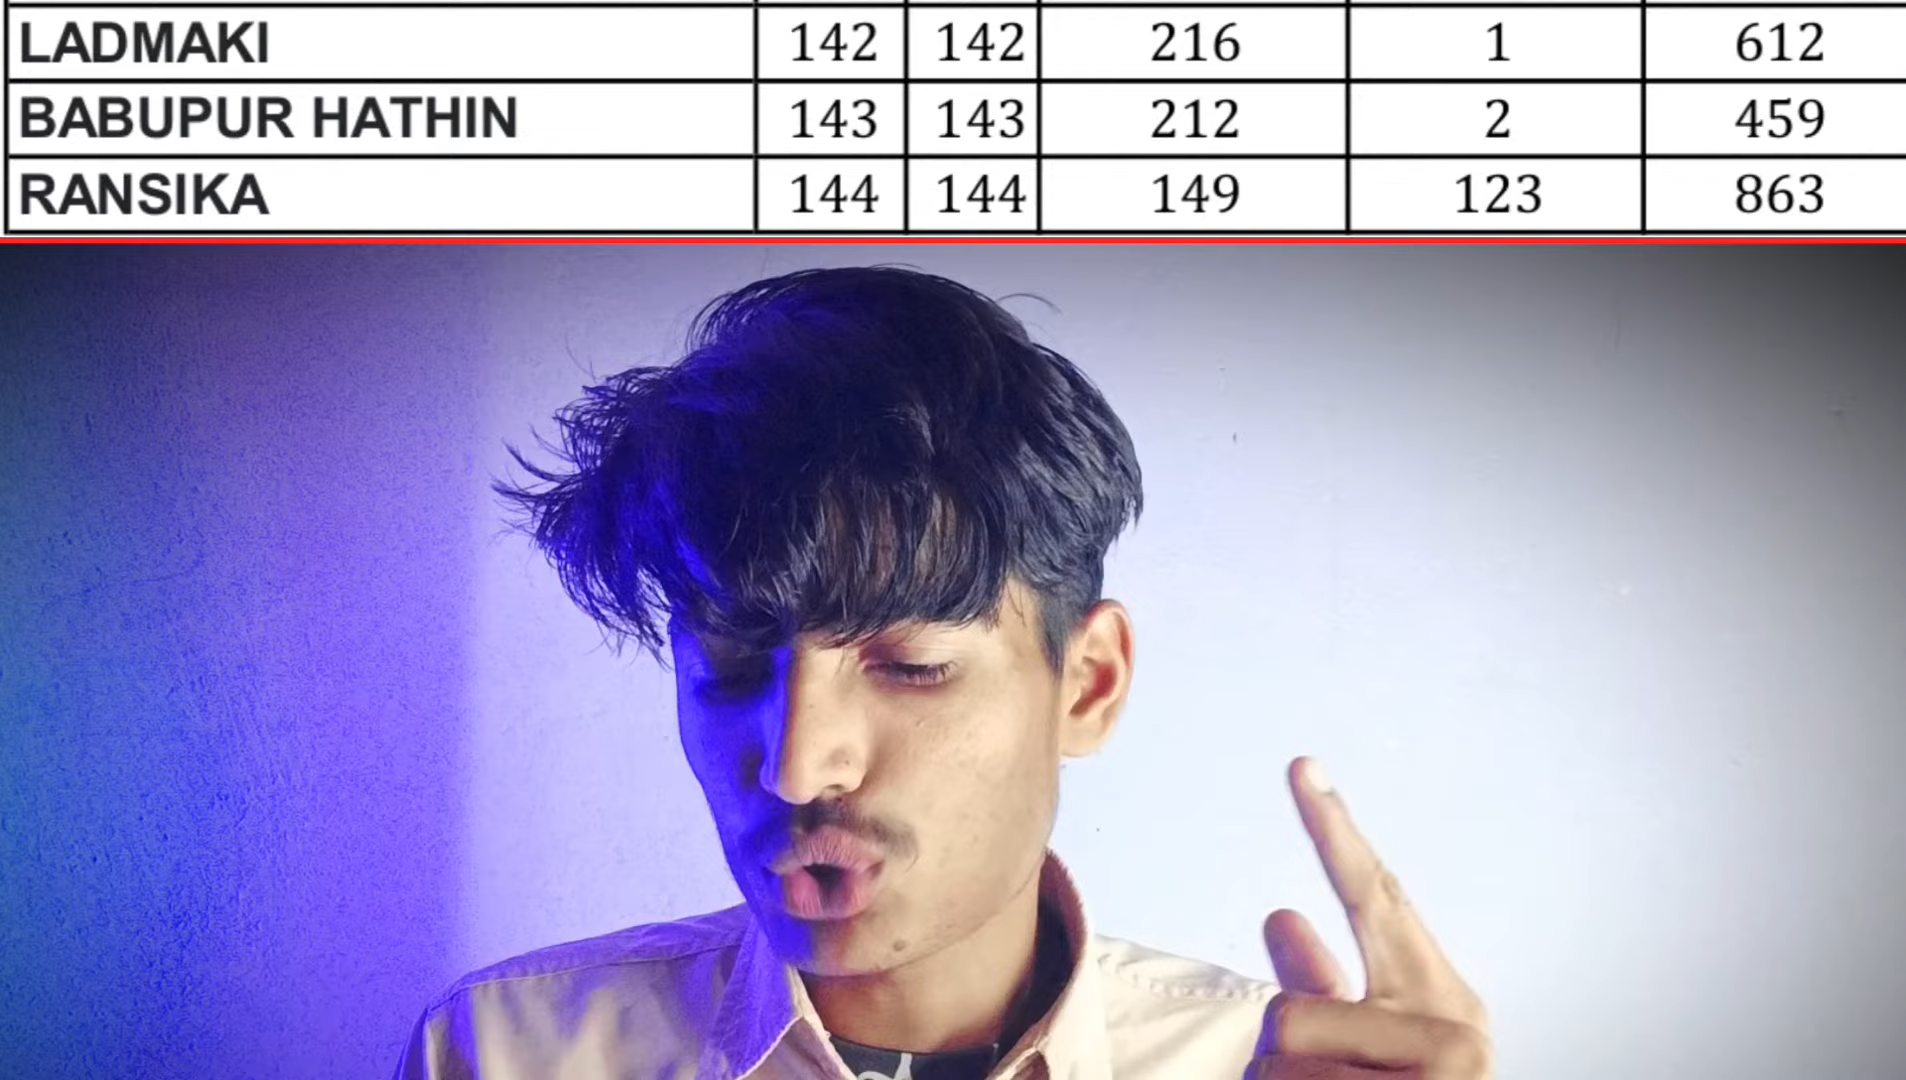 LADMAKI 142 142 216 1 612
BABUPUR HATHIN 143 143 212 2 459
RANSIKA 144 144 149 123 863